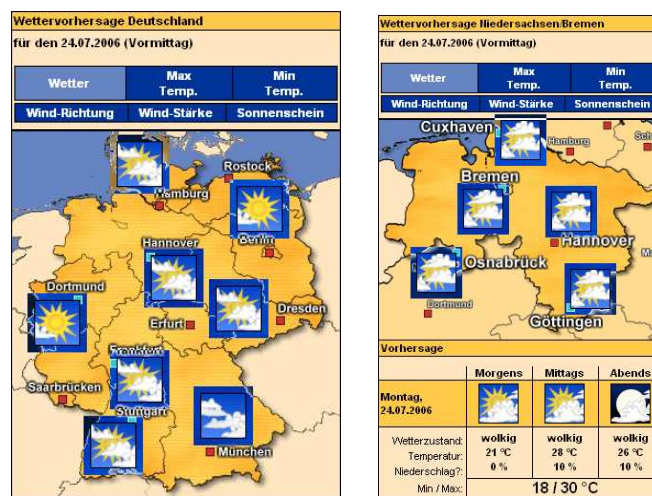 Wettervorhersage Deutschland
für den 24.07.2006 (Vormittag)
Wetter
Max Temp.
Min Temp.
Wind-Richtung Wind-Stärke Sonnenschein
Rostock
Hamburg
Hannover
Berlin
Dortmund
Dresden
Erfurt
Frankfurt
Saarbrücken
Stuttgart
München
Wettervorhersage Niedersachsen/Bremen
für den 24.07.2006 (Vormittag)
Wetter
Max Temp.
Min Temp.
Wind-Richtung Wind-Stärke Sonnenschein
Cuxhaven
Hamburg
Bremen
Hannover
Osnabrück
Dortmund
Göttingen
Vorhersage
Morgens Mittags Abends
Montag,
24.07.2006
Wetterzustand: wolkig wolkig wolkig
Temperatur: 21 °C 28 °C 26 °C
Niederschlag?: 0 % 10 % 10 %
Min / Max: 18 / 30 °C